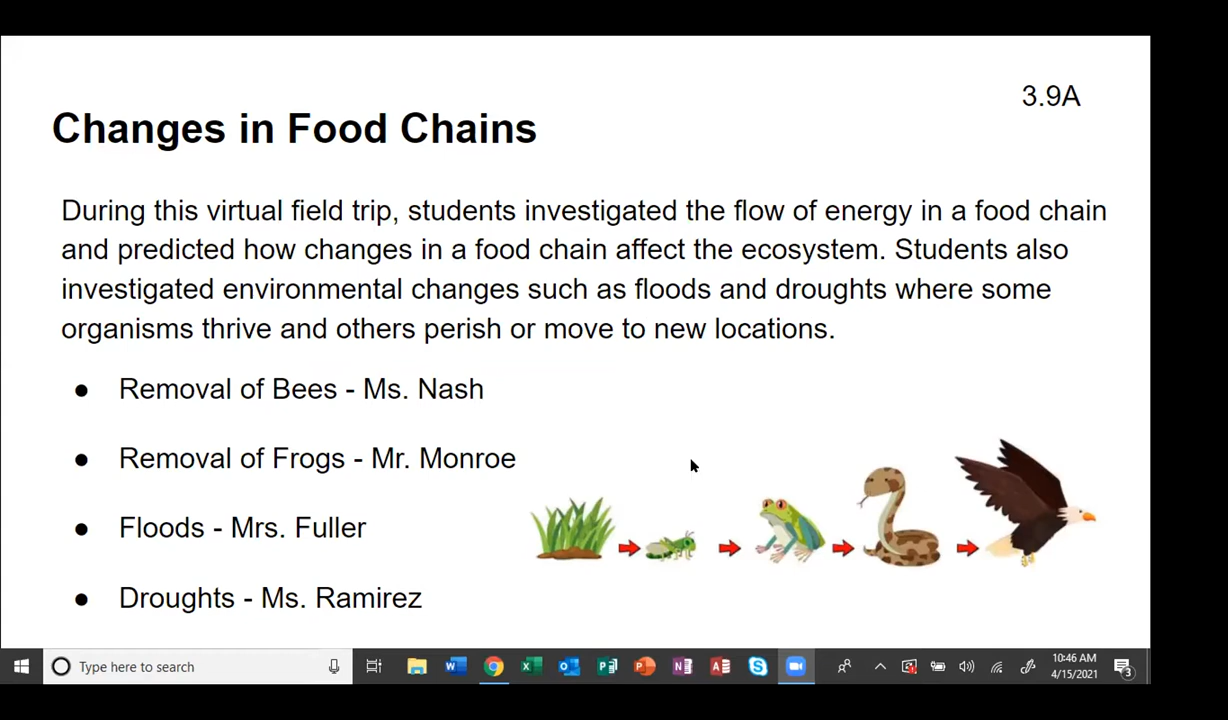 3.9A
Changes in Food Chains
During this virtual field trip, students investigated the flow of energy in a food chain
and predicted how changes in a food chain affect the ecosystem. Students also
investigated environmental changes such as floods and droughts where some
organisms thrive and others perish or move to new locations.
● Removal of Bees - Ms. Nash
● Removal of Frogs - Mr. Monroe
● Floods - Mrs. Fuller
● Droughts - Ms. Ramirez
Type here to search
10:46 AM
4/15/2021
3